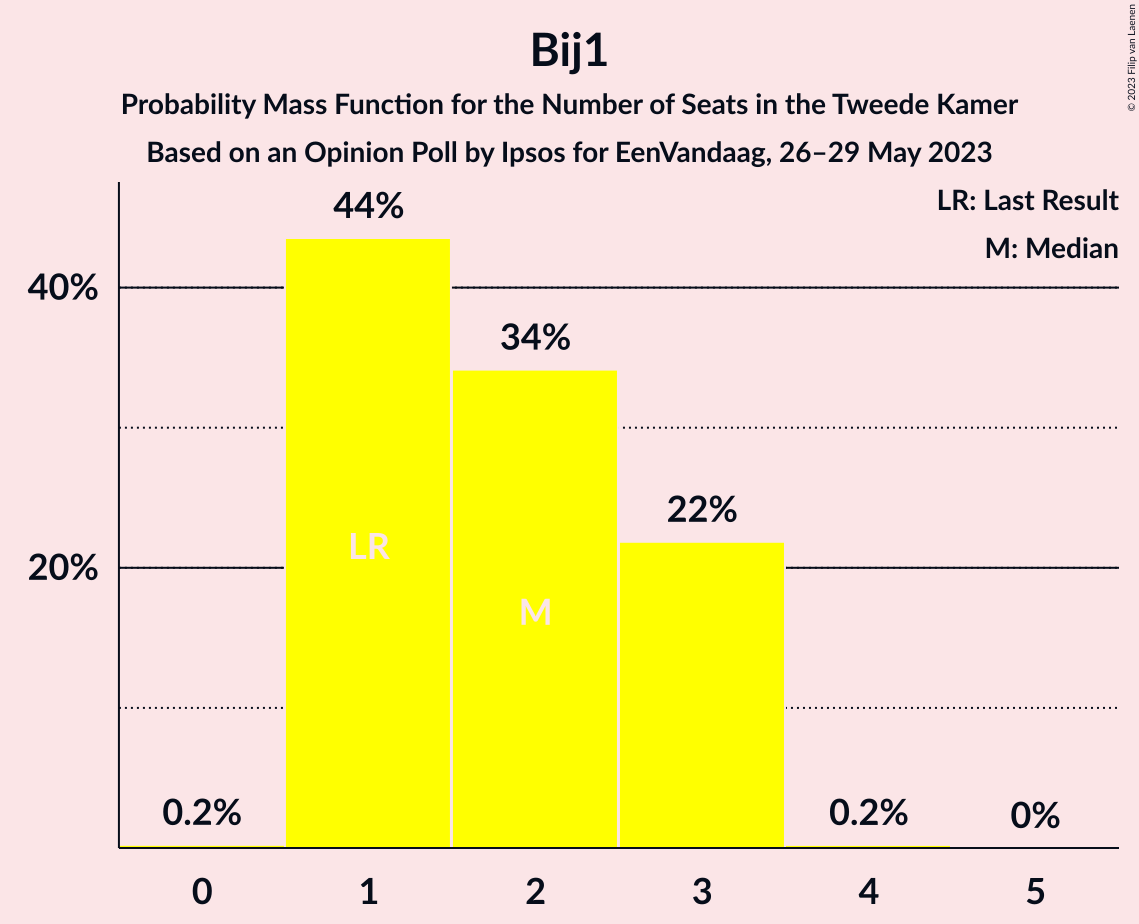 Bij1
Probability Mass Function for the Number of Seats in the Tweede Kamer
Based on an Opinion Poll by Ipsos for EenVandaag, 26–29 May 2023
© 2023 Filip van Laenen
LR: Last Result
M: Median
44%
40%
34%
22%
20%
LR
M
0.2%
0.2%
0%
0 1 2 3 4 5